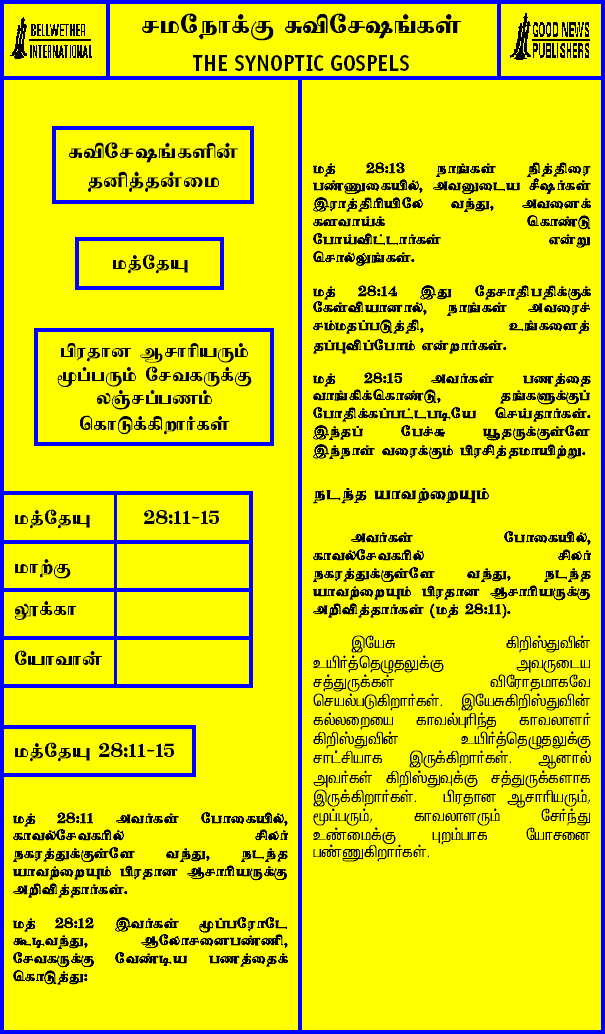 BELLWETHER
INTERNATIONAL
சமநோக்கு சுவிசேஷங்கள்
THE SYNOPTIC GOSPELS
GOOD NEWS
PUBLISHERS
சுவிசேஷங்களின்
தனித்தன்மை
மத்தேயு
பிரதான ஆசாரியரும்
மூப்பரும் சேவகருக்கு
லஞ்சப்பணம்
கொடுக்கிறார்கள்
மத்தேயு 28:11-15
மாற்கு
லூக்கா
யோவான்
மத்தேயு 28:11-15
மத் 28:11 அவர்கள் போகையில்,
காவல்சேவகரில் சிலர்
நகரத்துக்குள்ளே வந்து, நடந்த
யாவற்றையும் பிரதான ஆசாரியருக்கு
அறிவித்தார்கள்.
மத் 28:12 இவர்கள் மூப்பரோடே
கூடிவந்து, ஆலோசனைபண்ணி,
சேவகருக்கு வேண்டிய பணத்தைக்
கொடுத்து:
மத் 28:13 நாங்கள் நித்திரை
பண்ணுகையில், அவனுடைய சீஷர்கள்
இராத்திரியிலே வந்து, அவனைக்
களவாய்க் கொண்டு
போய்விட்டார்கள் என்று
சொல்லுங்கள்.
மத் 28:14 இது தேசாதிபதிக்குக்
கேள்வியானால், நாங்கள் அவரைச்
சம்மதப்படுத்தி, உங்களைத்
தப்புவிப்போம் என்றார்கள்.
மத் 28:15 அவர்கள் பணத்தை
வாங்கிக்கொண்டு, தங்களுக்குப்
போதிக்கப்பட்டபடியே செய்தார்கள்.
இந்தப் பேச்சு யூதருக்குள்ளே
இந்நாள் வரைக்கும் பிரசித்தமாயிற்று.
நடந்த யாவற்றையும்
அவர்கள் போகையில்,
காவல்சேவகரில் சிலர்
நகரத்துக்குள்ளே வந்து, நடந்த
யாவற்றையும் பிரதான ஆசாரியருக்கு
அறிவித்தார்கள் (மத் 28:11).
இயேசு கிறிஸ்துவின்
உயிர்த்தெழுதலுக்கு அவருடைய
சத்துருக்கள் விரோதமாகவே
செயல்படுகிறார்கள். இயேசுகிறிஸ்துவின்
கல்லறையை காவல்புரிந்த காவலாளர்
கிறிஸ்துவின் உயிர்த்தெழுதலுக்கு
சாட்சியாக இருக்கிறார்கள். ஆனால்
அவர்கள் கிறிஸ்துவுக்கு சத்துருக்களாக
இருக்கிறார்கள். பிரதான ஆசாரியரும்,
மூப்பரும், காவலாளரும் சேர்ந்து
உண்மைக்கு புறம்பாக யோசனை
பண்ணுகிறார்கள்.